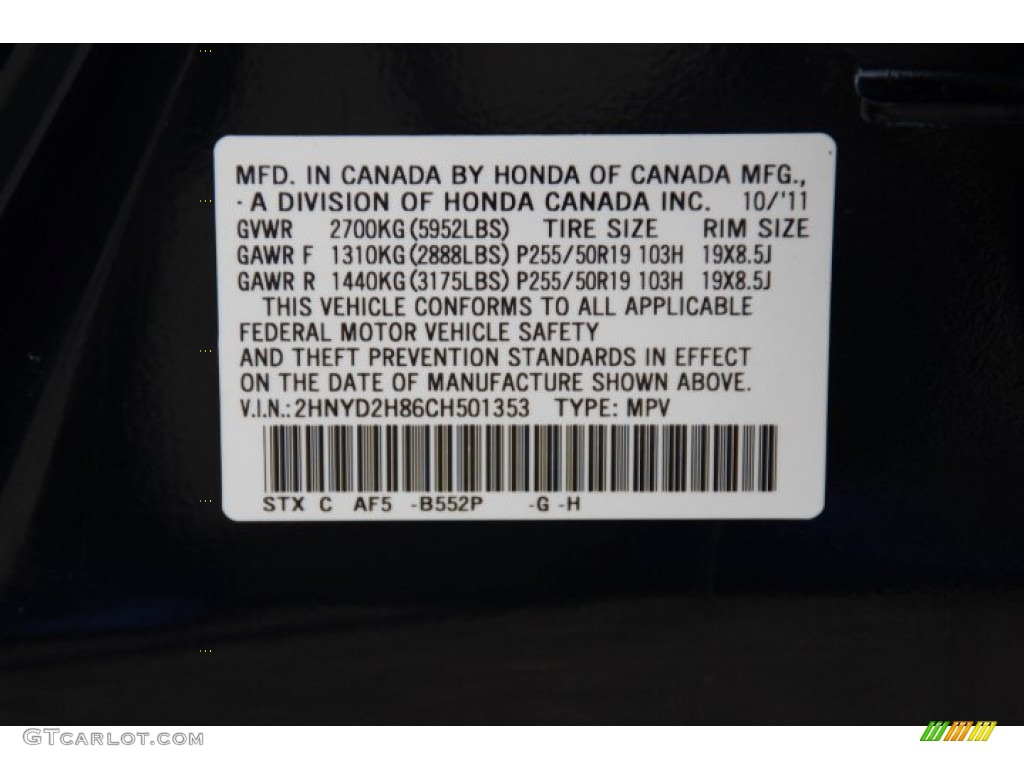 MFD. IN CANADA BY HONDA OF CANADA MFG.,
A DIVISION OF HONDA CANADA INC. 10/'11
GVWR 2700KG(5952LBS) TIRE SIZE RIM SIZE
GAWR F 1310KG(2888LBS) P255/50R19 103H 19X8.5J
GAWR R 1440KG(3175LBS) P255/50R19 103H 19X8.5J
THIS VEHICLE CONFORMS TO ALL APPLICABLE
FEDERAL MOTOR VEHICLE SAFETY
AND THEFT PREVENTION STANDARDS IN EFFECT
ON THE DATE OF MANUFACTURE SHOWN ABOVE.
V.I.N.:2HNYD2H86CH501353 TYPE: MPV
STX C AF5 -B552P -G -H
GTCARLOT.COM